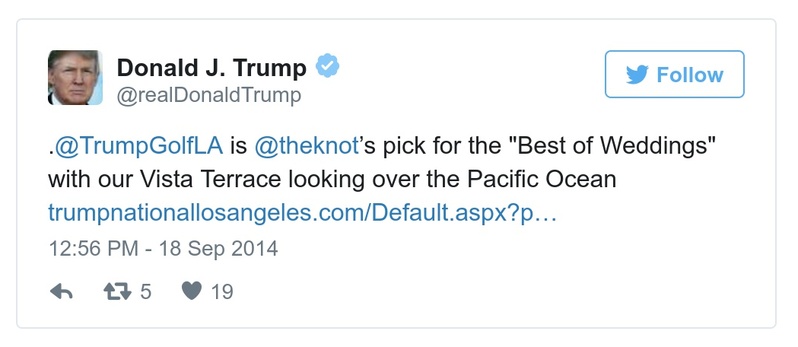 Donald J. Trump
@realDonaldTrump
Follow
.@TrumpGolfLA is @theknot’s pick for the "Best of Weddings"
with our Vista Terrace looking over the Pacific Ocean
trumpnationallosangeles.com/Default.aspx?p…
12:56 PM - 18 Sep 2014
5 19